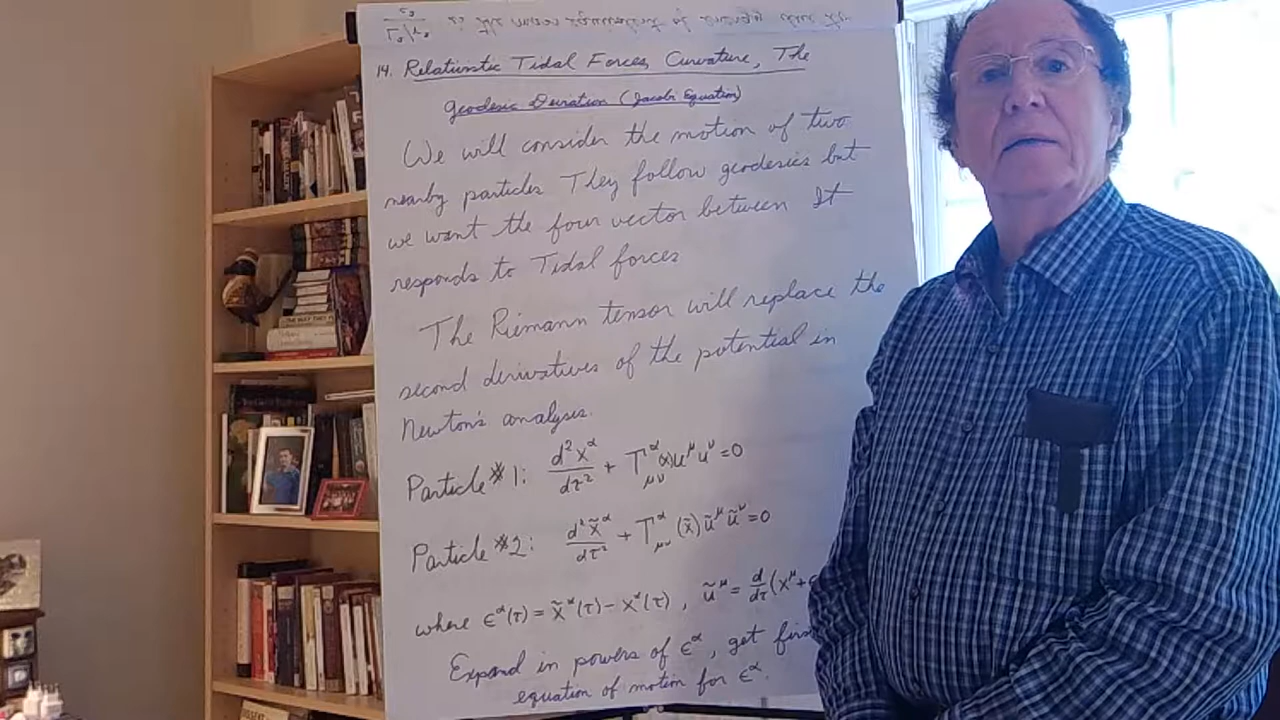 14. Relativistic Tidal Forces, Curvature, The
Geodesic Deviation (Jacobi Equation)
We will consider the motion of two
nearby particles They follow geodesics but
we want the four vector between It
responds to Tidal forces
The Riemann tensor will replace the
second derivatives of the potential in
Newton's analysis.
Particle #1: d²x^α/dτ² + Γ^α_μν(x)u^μ u^ν = 0
Particle #2: d²x̃^α/dτ² + Γ^α_μν (x̃) ũ^μ ũ^ν = 0
where ϵ^α(τ) = x̃^α(τ) - x^α(τ), ũ^μ = d/dτ (x^μ + ϵ
Expand in powers of ϵ^α, get firs
equation of motion for ϵ^α.